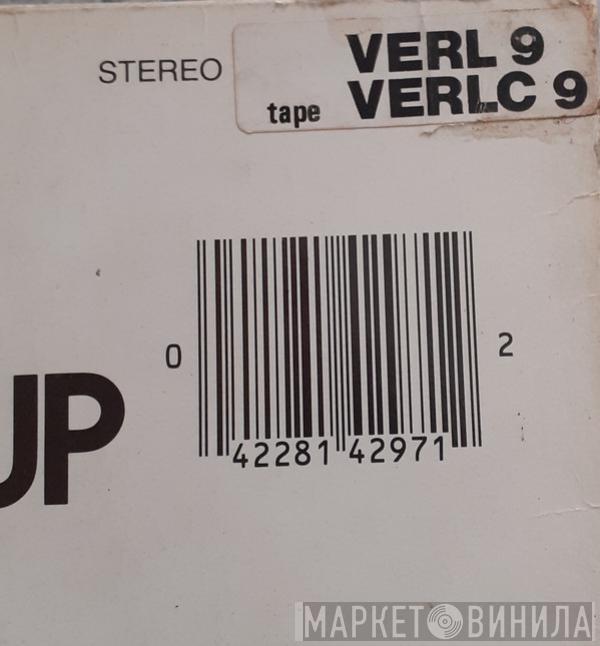 STEREO
VERL 9
tape VERLC 9
0 42281 42971 2
UP
МАРКЕТ ВИНИЛА